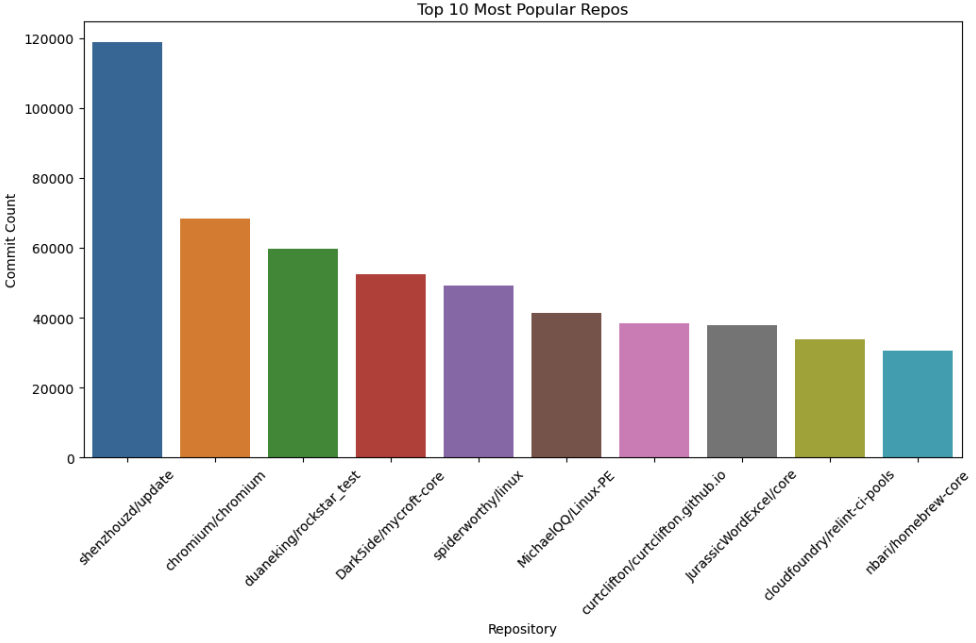 Top 10 Most Popular Repos
120000
100000
80000
60000
40000
20000
0
Commit Count
shenzhouzd/update
chromium/chromium
duaneking/rockstar_test
Dark5ide/mycroft-core
spiderworthy/linux
MichaelQQ/Linux-PE
curtclifton/curtclifton.github.io
JurassicWordExcel/core
cloudfoundry/relint-ci-pools
nbari/homebrew-core
Repository